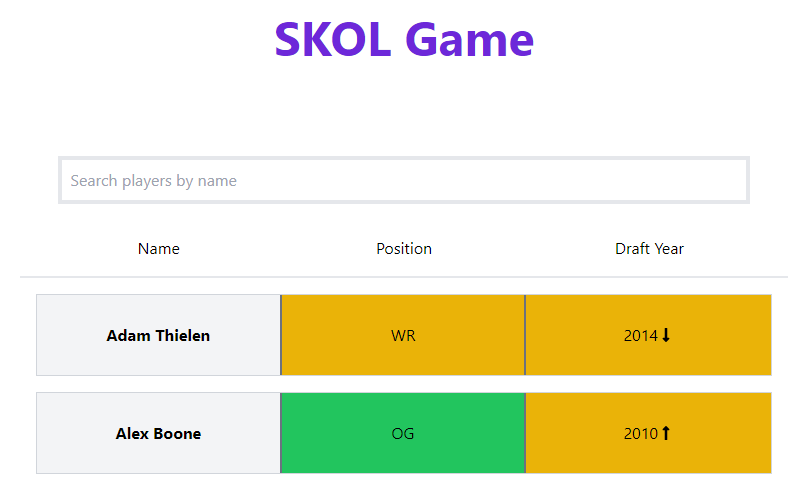 SKOL Game
Search players by name
Name Position Draft Year
Adam Thielen WR 2014 ⬇
Alex Boone OG 2010 ⬆